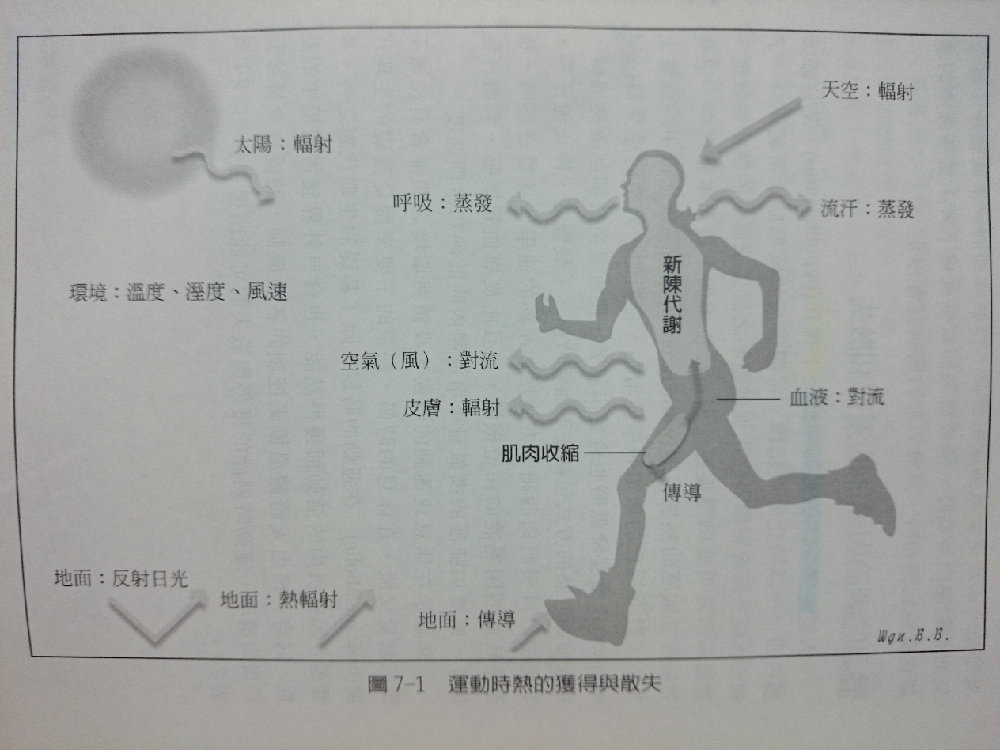 天空：輻射
太陽：輻射
呼吸：蒸發
流汗：蒸發
新陳代謝
環境：溫度、溼度、風速
空氣（風）：對流
血液：對流
皮膚：輻射
肌肉收縮
傳導
地面：反射日光
地面：熱輻射
地面：傳導
Wgn.B.B.
圖 7-1　運動時熱的獲得與散失